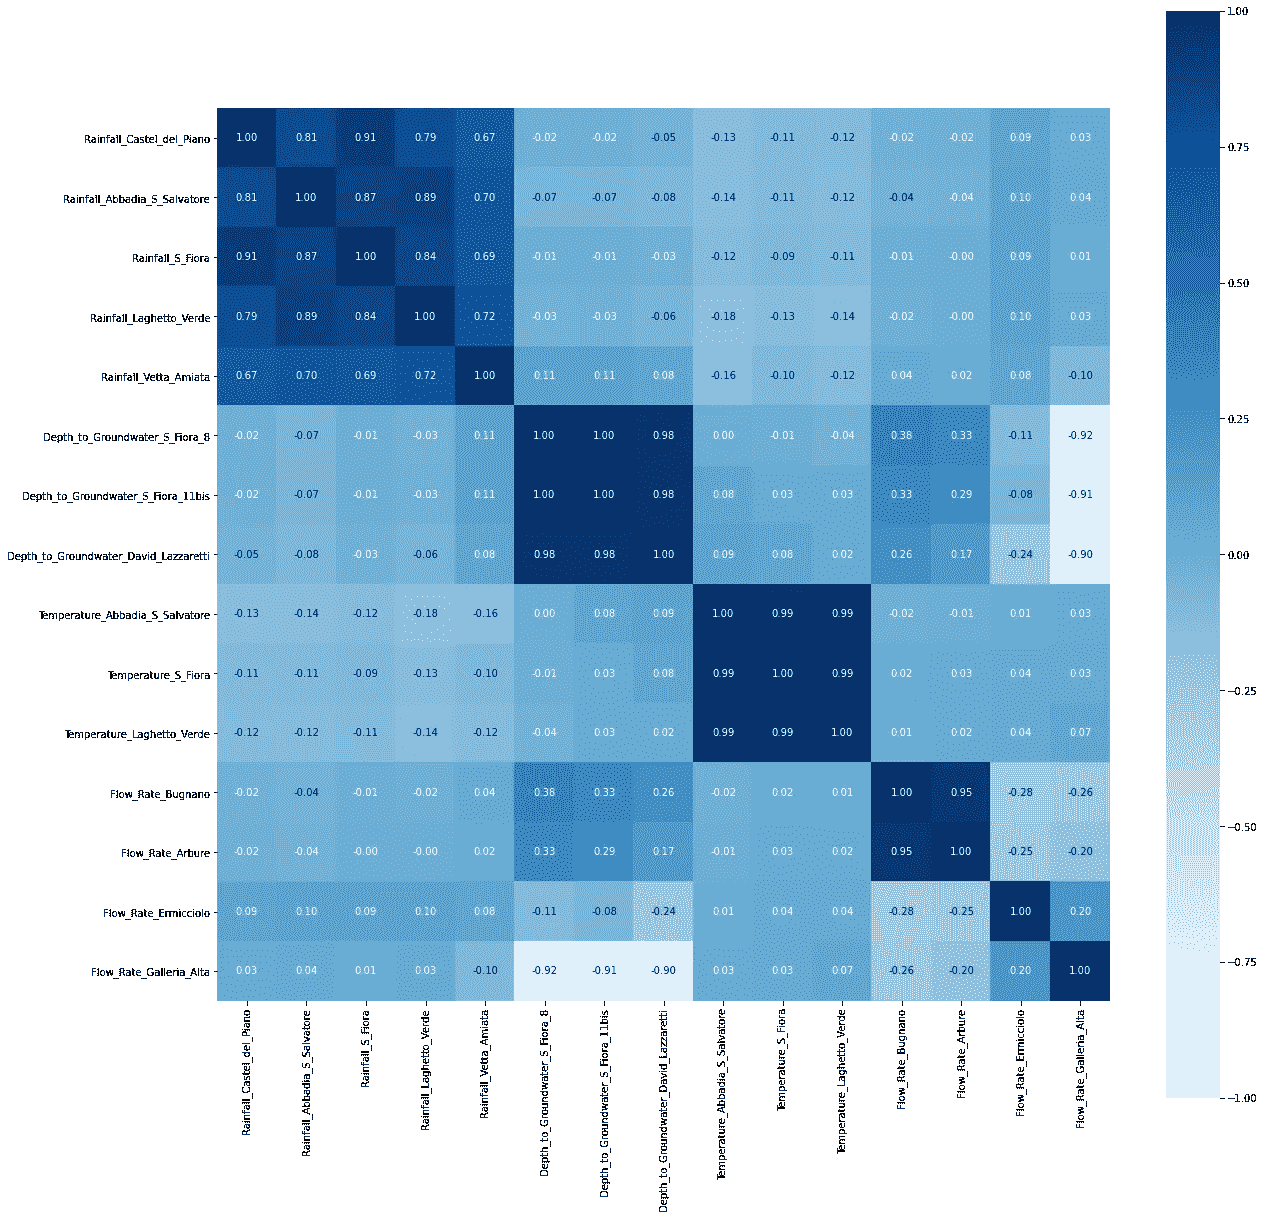 Rainfall_Castel_del_Piano 1.00 0.81 0.91 0.79 0.67 -0.02 -0.02 -0.05 -0.13 -0.11 -0.12 -0.02 -0.02 0.09 0.03
Rainfall_Abbadia_S_Salvatore 0.81 1.00 0.87 0.89 0.70 -0.07 -0.07 -0.08 -0.14 -0.11 -0.12 -0.04 -0.04 0.10 0.04
Rainfall_S_Fiora 0.91 0.87 1.00 0.84 0.69 -0.01 -0.01 -0.03 -0.12 -0.09 -0.11 -0.01 -0.00 0.09 0.01
Rainfall_Laghetto_Verde 0.79 0.89 0.84 1.00 0.72 -0.03 -0.03 -0.06 -0.18 -0.13 -0.14 -0.02 -0.00 0.10 0.03
Rainfall_Vetta_Amiata 0.67 0.70 0.69 0.72 1.00 0.11 0.11 0.08 -0.16 -0.10 -0.12 0.04 0.02 0.08 -0.10
Depth_to_Groundwater_S_Fiora_8 -0.02 -0.07 -0.01 -0.03 0.11 1.00 1.00 0.98 0.00 -0.01 -0.04 0.38 0.33 -0.11 -0.92
Depth_to_Groundwater_S_Fiora_11bis -0.02 -0.07 -0.01 -0.03 0.11 1.00 1.00 0.98 0.08 0.03 0.03 0.33 0.29 -0.08 -0.91
Depth_to_Groundwater_David_Lazzaretti -0.05 -0.08 -0.03 -0.06 0.08 0.98 0.98 1.00 0.09 0.08 0.02 0.26 0.17 -0.24 -0.90
Temperature_Abbadia_S_Salvatore -0.13 -0.14 -0.12 -0.18 -0.16 0.00 0.08 0.09 1.00 0.99 0.99 -0.02 -0.01 0.01 0.03
Temperature_S_Fiora -0.11 -0.11 -0.09 -0.13 -0.10 -0.01 0.03 0.08 0.99 1.00 0.99 0.02 0.03 0.04 0.03
Temperature_Laghetto_Verde -0.12 -0.12 -0.11 -0.14 -0.12 -0.04 0.03 0.02 0.99 0.99 1.00 0.01 0.02 0.04 0.07
Flow_Rate_Bugnano -0.02 -0.04 -0.01 -0.02 0.04 0.38 0.33 0.26 -0.02 0.02 0.01 1.00 0.95 -0.28 -0.26
Flow_Rate_Arbure -0.02 -0.04 -0.00 -0.00 0.02 0.33 0.29 0.17 -0.01 0.03 0.02 0.95 1.00 -0.25 -0.20
Flow_Rate_Ermicciolo 0.09 0.10 0.09 0.10 0.08 -0.11 -0.08 -0.24 0.01 0.04 0.04 -0.28 -0.25 1.00 0.20
Flow_Rate_Galleria_Alta 0.03 0.04 0.01 0.03 -0.10 -0.92 -0.91 -0.90 0.03 0.03 0.07 -0.26 -0.20 0.20 1.00
Rainfall_Castel_del_Piano
Rainfall_Abbadia_S_Salvatore
Rainfall_S_Fiora
Rainfall_Laghetto_Verde
Rainfall_Vetta_Amiata
Depth_to_Groundwater_S_Fiora_8
Depth_to_Groundwater_S_Fiora_11bis
Depth_to_Groundwater_David_Lazzaretti
Temperature_Abbadia_S_Salvatore
Temperature_S_Fiora
Temperature_Laghetto_Verde
Flow_Rate_Bugnano
Flow_Rate_Arbure
Flow_Rate_Ermicciolo
Flow_Rate_Galleria_Alta
1.00
0.75
0.50
0.25
0.00
-0.25
-0.50
-0.75
-1.00